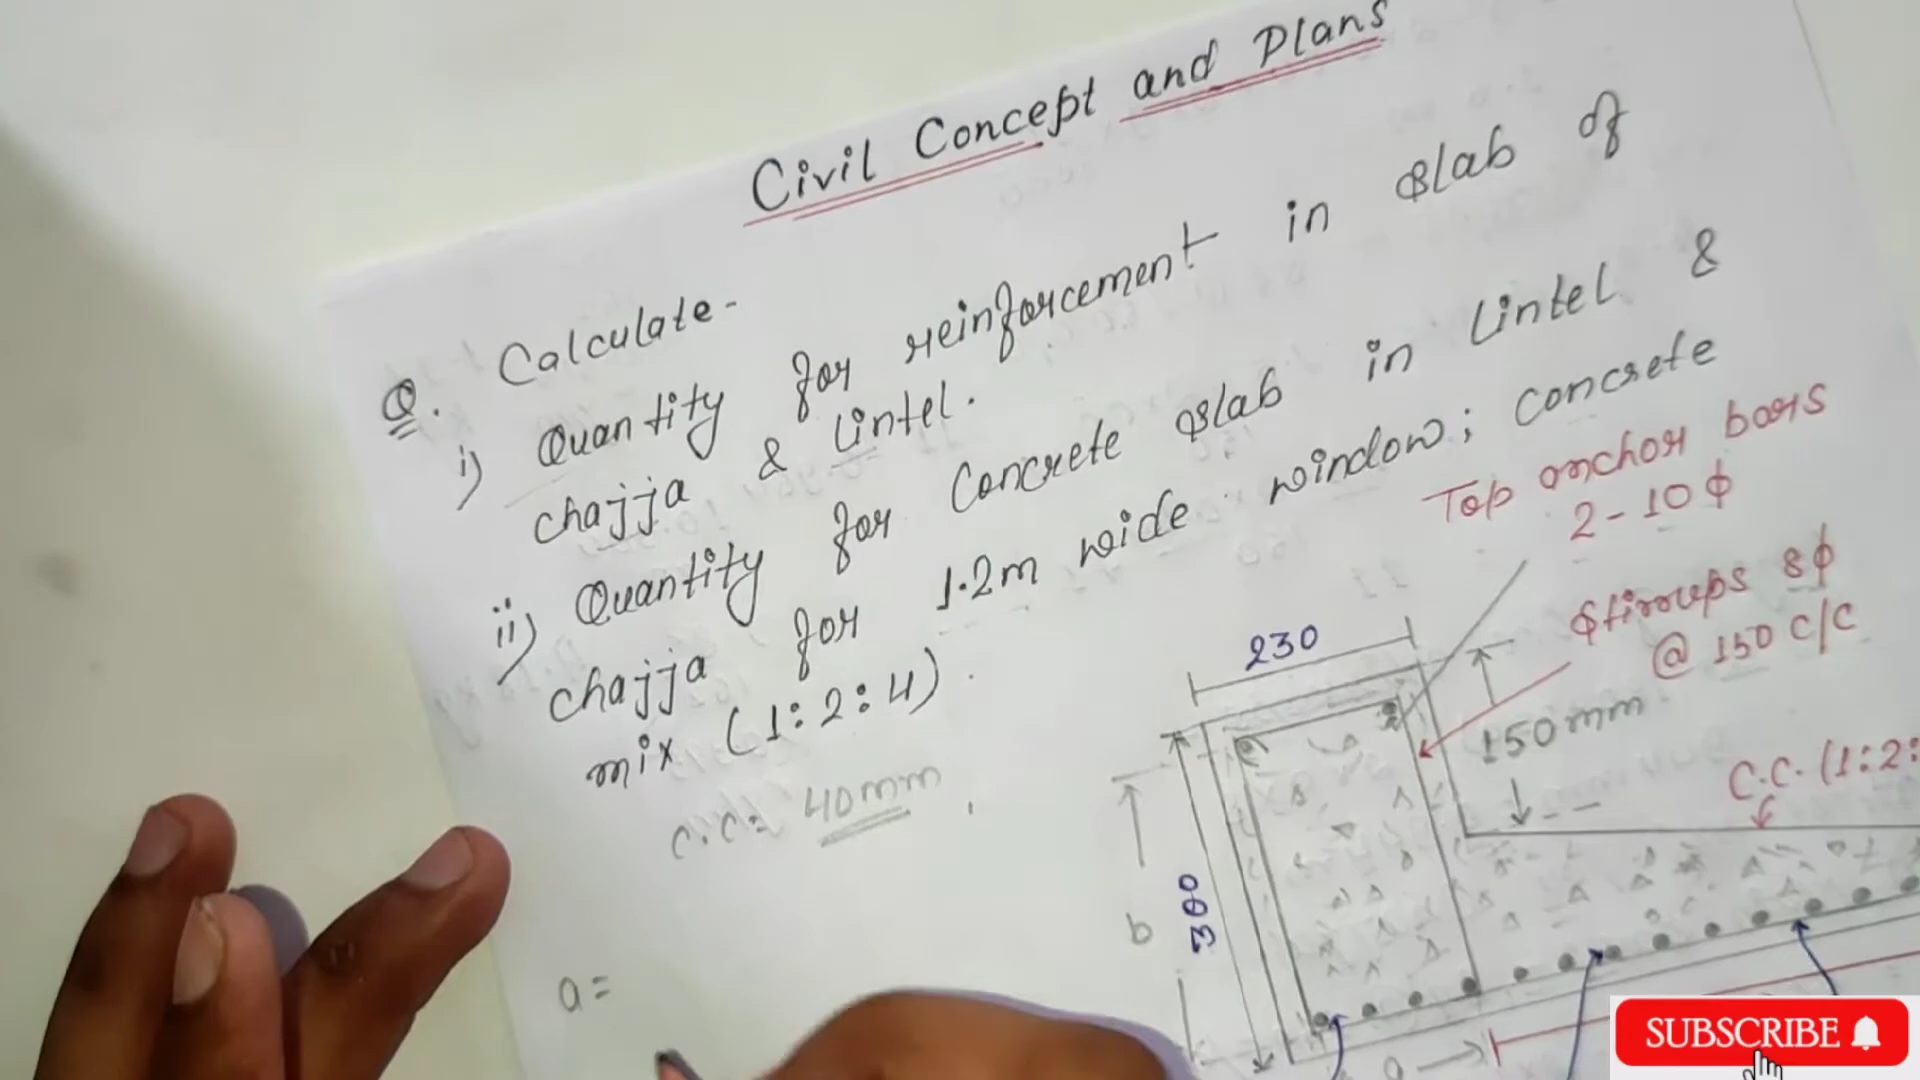 Civil Concept and Plans
Q. Calculate-
i) Quantity for reinforcement in slab of
chajja & lintel.
ii) Quantity for Concrete slab in lintel &
chajja for 1.2m wide window; concrete
mix (1:2:4).
C.C = 40mm
Top anchor bars
2-10ϕ
Stirrups 8ϕ
@ 150 c/c
230
150mm
C.C. (1:2:
b
300
a =
a
SUBSCRIBE